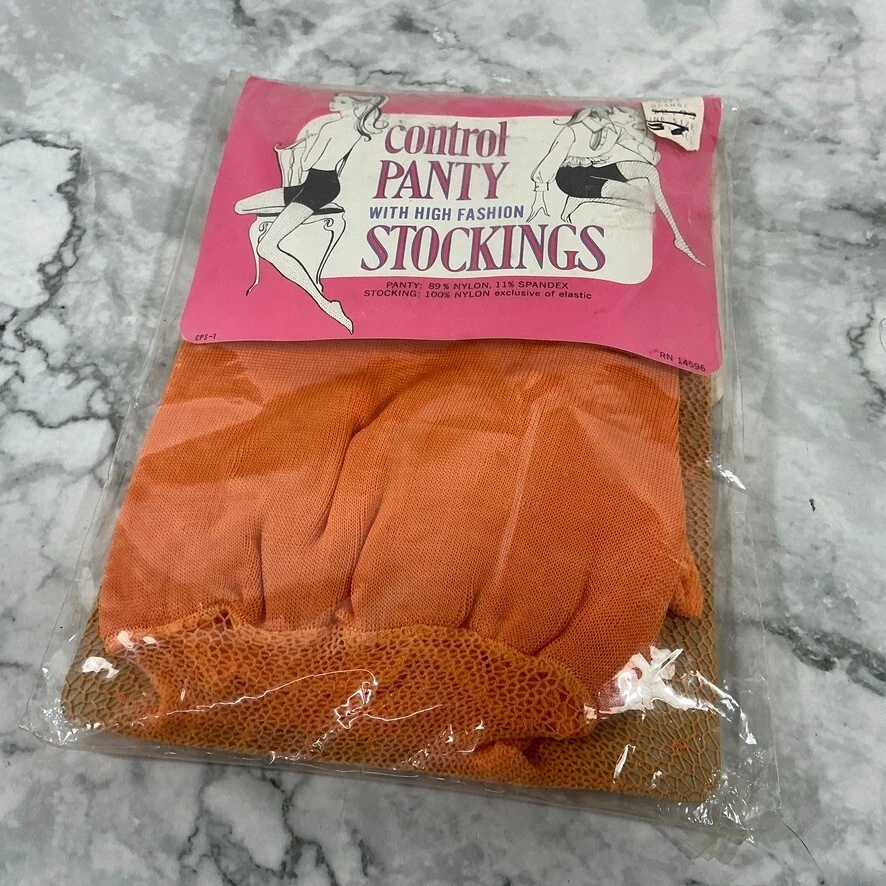 control
PANTY
WITH HIGH FASHION
STOCKINGS
PANTY: 89% NYLON, 11% SPANDEX
STOCKING: 100% NYLON exclusive of elastic
CPS-1
RN 14596
ORANGE